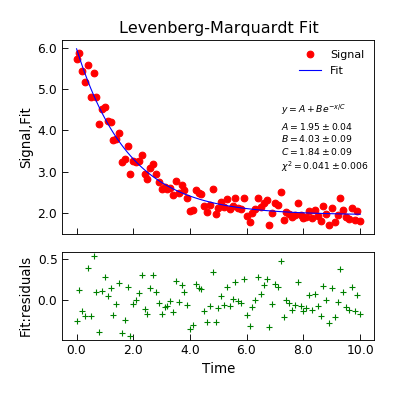 Levenberg-Marquardt Fit
6.0
5.0
4.0
3.0
2.0
Signal,Fit
Signal
Fit
y = A + Be^{-x/C}
A = 1.95 ± 0.04
B = 4.03 ± 0.09
C = 1.84 ± 0.09
χ² = 0.041 ± 0.006
0.5
0.0
Fit:residuals
0.0 2.0 4.0 6.0 8.0 10.0
Time